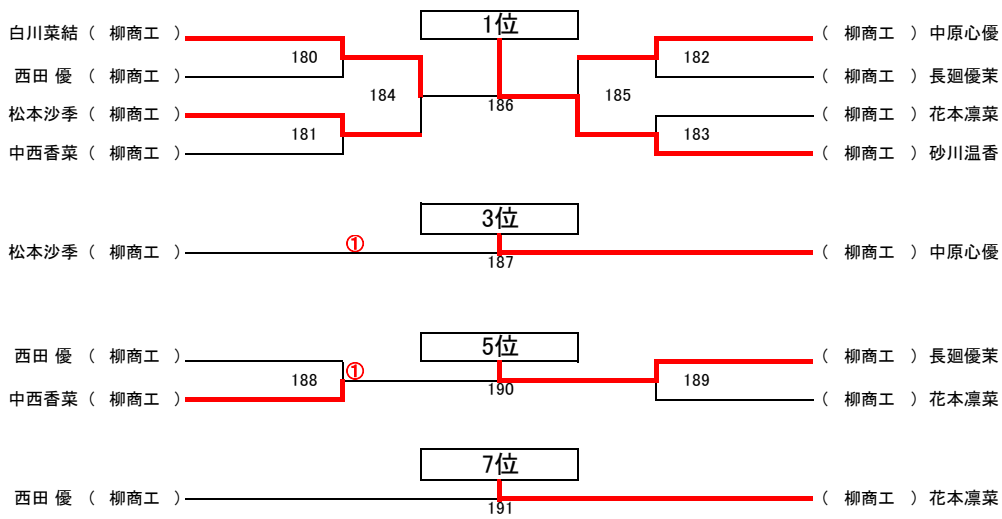 1位
白川菜結 （ 柳商工 ） （ 柳商工 ） 中原心優
180 182
西田 優 （ 柳商工 ） （ 柳商工 ） 長廻優茉
184 186 185
松本沙季 （ 柳商工 ） （ 柳商工 ） 花本凛菜
181 183
中西香菜 （ 柳商工 ） （ 柳商工 ） 砂川温香
3位
松本沙季 （ 柳商工 ） ① （ 柳商工 ） 中原心優
187
5位
西田 優 （ 柳商工 ） （ 柳商工 ） 長廻優茉
188 ① 190 189
中西香菜 （ 柳商工 ） （ 柳商工 ） 花本凛菜
7位
西田 優 （ 柳商工 ） （ 柳商工 ） 花本凛菜
191